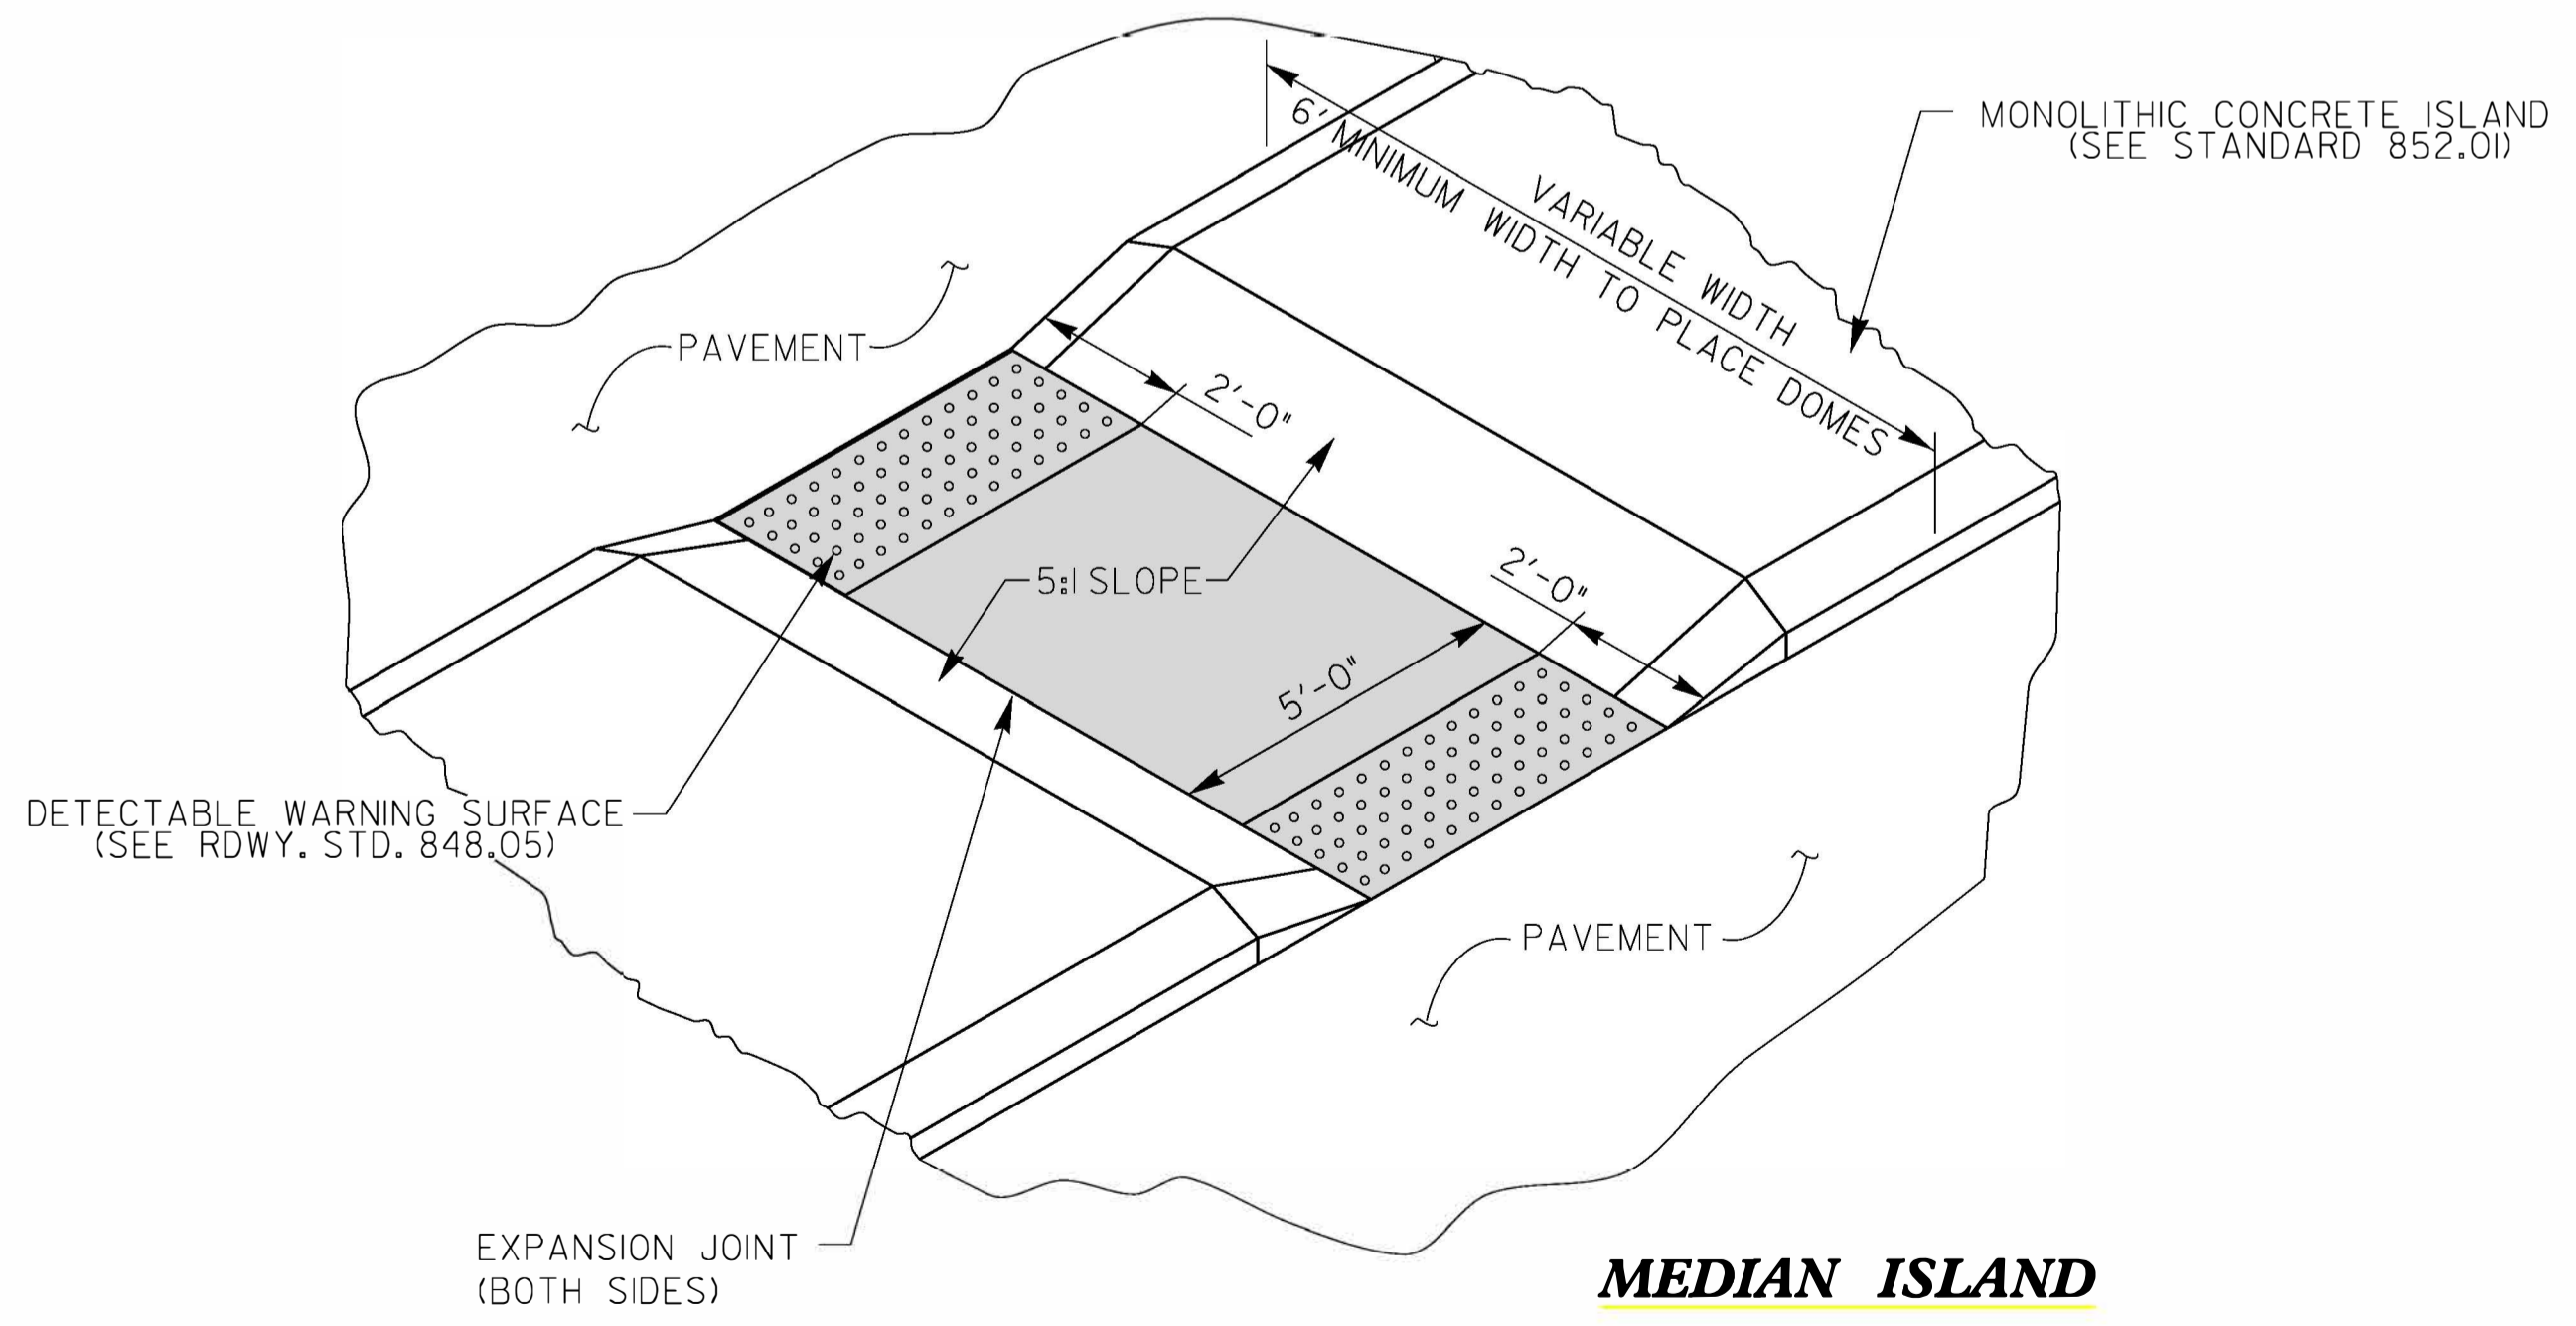 MONOLITHIC CONCRETE ISLAND
(SEE STANDARD 852.01)
VARIABLE WIDTH
6' MINIMUM WIDTH TO PLACE DOMES
PAVEMENT
2'-0"
5:1 SLOPE
2'-0"
5'-0"
DETECTABLE WARNING SURFACE
(SEE RDWY. STD. 848.05)
PAVEMENT
EXPANSION JOINT
(BOTH SIDES)
MEDIAN ISLAND